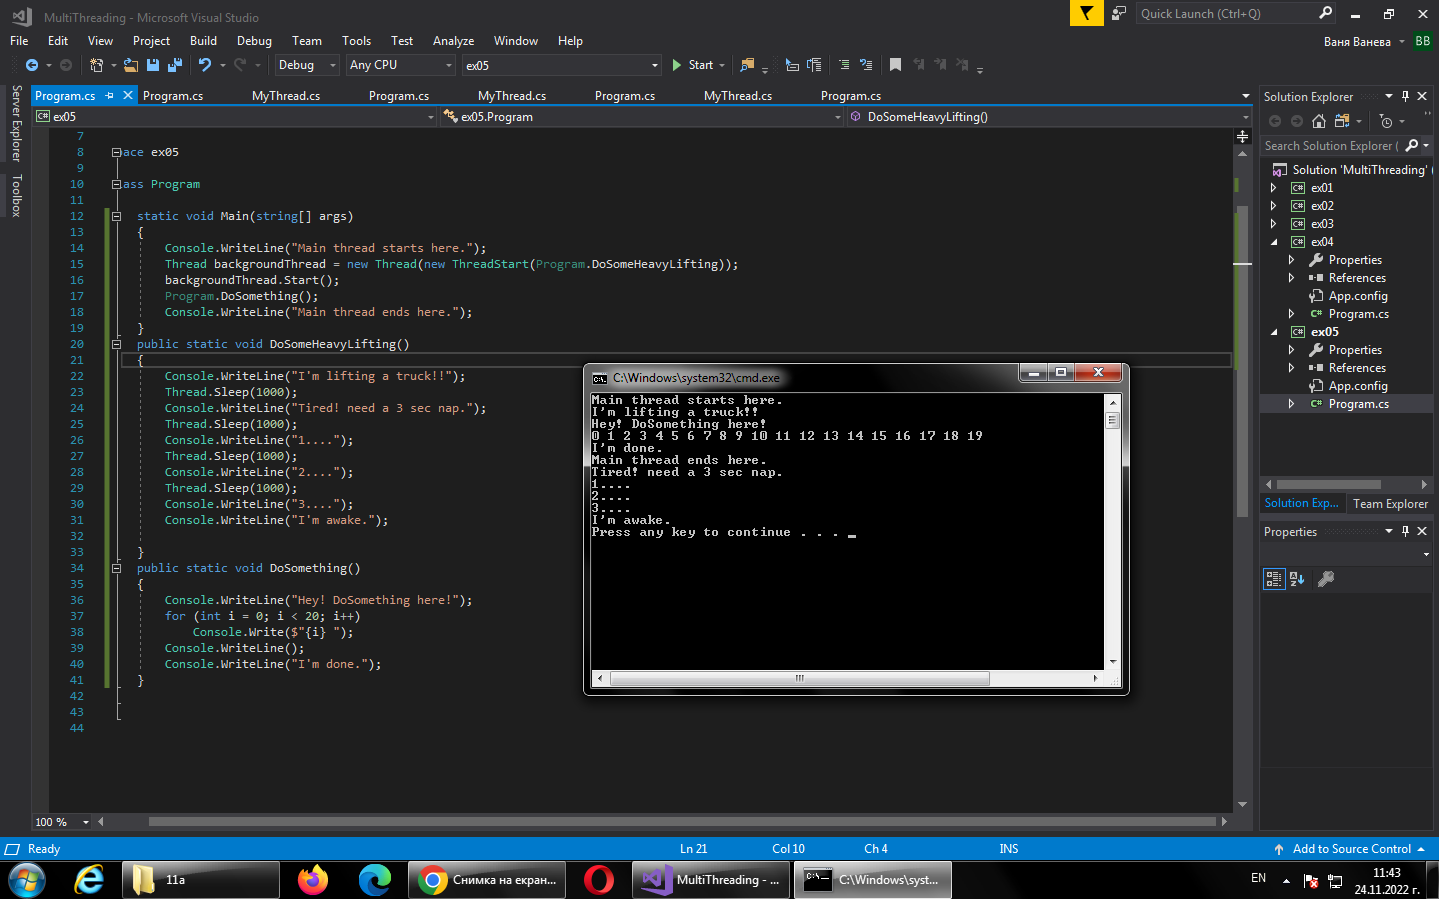 MultiThreading - Microsoft Visual Studio
Quick Launch (Ctrl+Q)
File Edit View Project Build Debug Team Tools Test Analyze Window Help
Ваня Ванева BB
Debug Any CPU ex05 Start
Server Explorer
Toolbox
Program.cs Program.cs MyThread.cs Program.cs MyThread.cs Program.cs MyThread.cs Program.cs
C# ex05 ex05.Program DoSomeHeavyLifting()
7
8 ace ex05
9
10 ass Program
11
12 static void Main(string[] args)
13 {
14 Console.WriteLine("Main thread starts here.");
15 Thread backgroundThread = new Thread(new ThreadStart(Program.DoSomeHeavyLifting));
16 backgroundThread.Start();
17 Program.DoSomething();
18 Console.WriteLine("Main thread ends here.");
19 }
20 public static void DoSomeHeavyLifting()
21 {
22 Console.WriteLine("I'm lifting a truck!!");
23 Thread.Sleep(1000);
24 Console.WriteLine("Tired! need a 3 sec nap.");
25 Thread.Sleep(1000);
26 Console.WriteLine("1....");
27 Thread.Sleep(1000);
28 Console.WriteLine("2....");
29 Thread.Sleep(1000);
30 Console.WriteLine("3....");
31 Console.WriteLine("I'm awake.");
32
33 }
34 public static void DoSomething()
35 {
36 Console.WriteLine("Hey! DoSomething here!");
37 for (int i = 0; i < 20; i++)
38 Console.Write($"{i} ");
39 Console.WriteLine();
40 Console.WriteLine("I'm done.");
41 }
42
43
44
100 %
C:\Windows\system32\cmd.exe
Main thread starts here.
I'm lifting a truck!!
Hey! DoSomething here!
0 1 2 3 4 5 6 7 8 9 10 11 12 13 14 15 16 17 18 19
I'm done.
Main thread ends here.
Tired! need a 3 sec nap.
1....
2....
3....
I'm awake.
Press any key to continue . . . _
Solution Explorer
Search Solution Explorer (
Solution 'MultiThreading' (
C# ex01
C# ex02
C# ex03
C# ex04
Properties
References
App.config
C# Program.cs
C# ex05
Properties
References
App.config
C# Program.cs
Solution Exp... Team Explorer
Properties
Ready Ln 21 Col 10 Ch 4 INS Add to Source Control
11a Снимка на екран... MultiThreading - ... C:\Windows\syst... EN 11:43
24.11.2022 г.